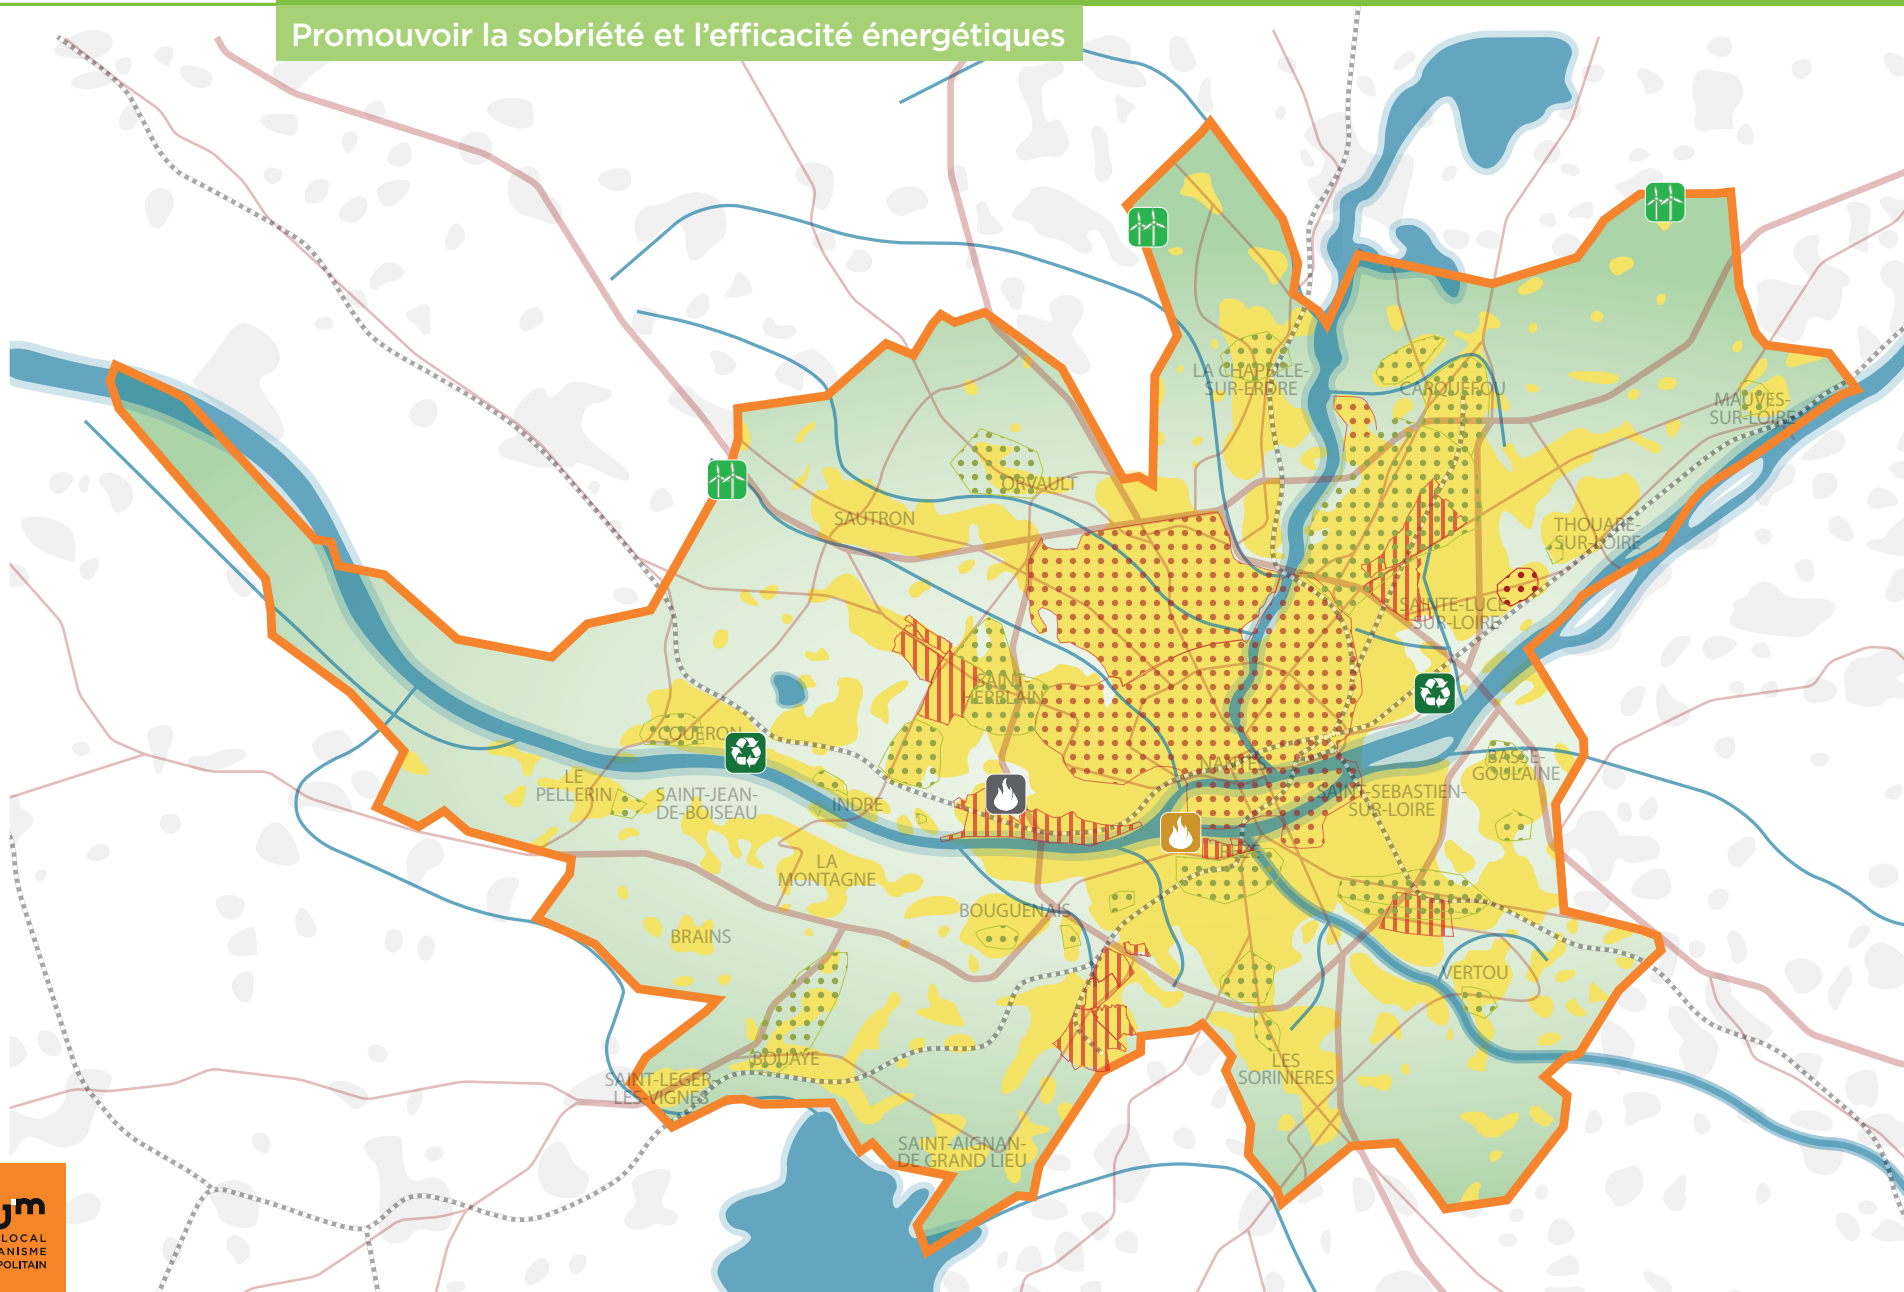 Promouvoir la sobriété et l'efficacité énergétiques
LA CHAPELLE-
SUR-ERDRE
CARQUEFOU
MAUVES-
SUR-LOIRE
ORVAULT
SAUTRON
THOUARE-
SUR-LOIRE
SAINTE-LUCE
SUR-LOIRE
SAINT-
HERBLAIN
COUERON
NANTES
BASSE-
GOULAINE
LE
PELLERIN
SAINT-JEAN-
DE-BOISEAU
INDRE
SAINT-SEBASTIEN-
SUR-LOIRE
REZE
LA
MONTAGNE
BOUGUENAIS
BRAINS
VERTOU
BOUAYE
LES
SORINIERES
SAINT-LEGER-
LES-VIGNES
SAINT-AIGNAN-
DE GRAND LIEU
um
LOCAL
ANISME
POLITAIN